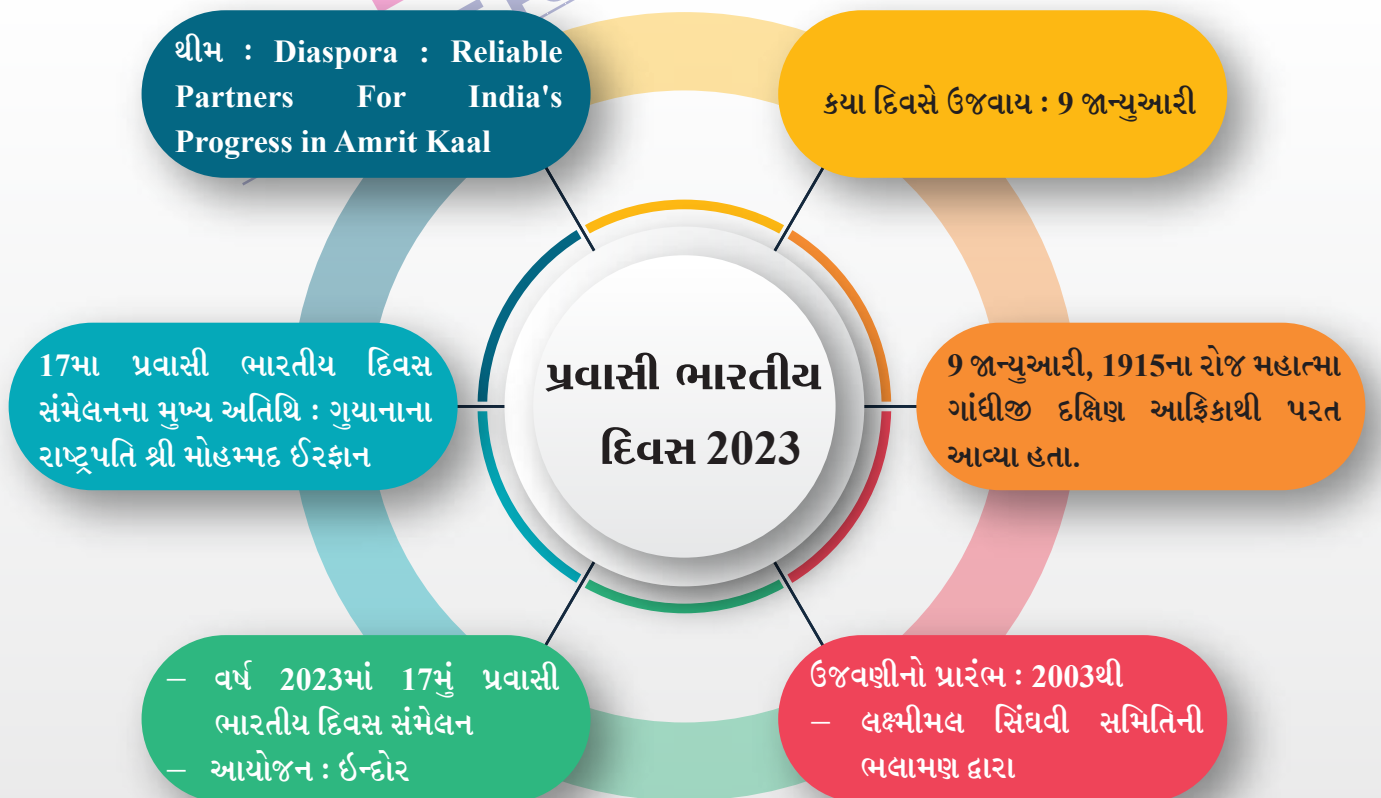 થીમ : Diaspora : Reliable
Partners For India's
Progress in Amrit Kaal
કયા દિવસે ઉજવાય : 9 જાન્યુઆરી
17મા પ્રવાસી ભારતીય દિવસ
સંમેલનના મુખ્ય અતિથિ : ગુયાનાના
રાષ્ટ્રપતિ શ્રી મોહમ્મદ ઈરફાન
પ્રવાસી ભારતીય
દિવસ 2023
9 જાન્યુઆરી, 1915ના રોજ મહાત્મા
ગાંધીજી દક્ષિણ આફ્રિકાથી પરત
આવ્યા હતા.
– વર્ષ 2023માં 17મું પ્રવાસી
ભારતીય દિવસ સંમેલન
– આયોજન : ઇન્દોર
ઉજવણીનો પ્રારંભ : 2003થી
– લક્ષ્મીમલ સિંઘવી સમિતિની
ભલામણ દ્વારા